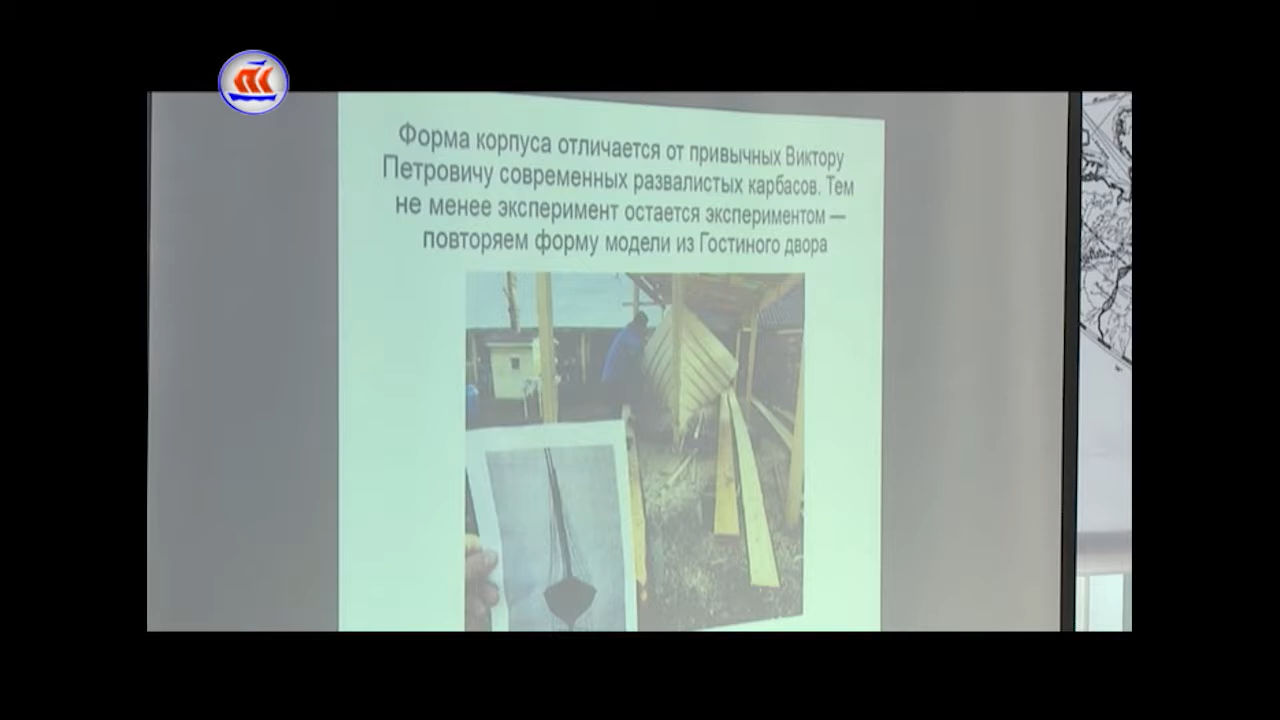 Форма корпуса отличается от привычных Виктору
Петровичу современных развалистых карбасов. Тем
не менее эксперимент остается экспериментом —
повторяем форму модели из Гостиного двора